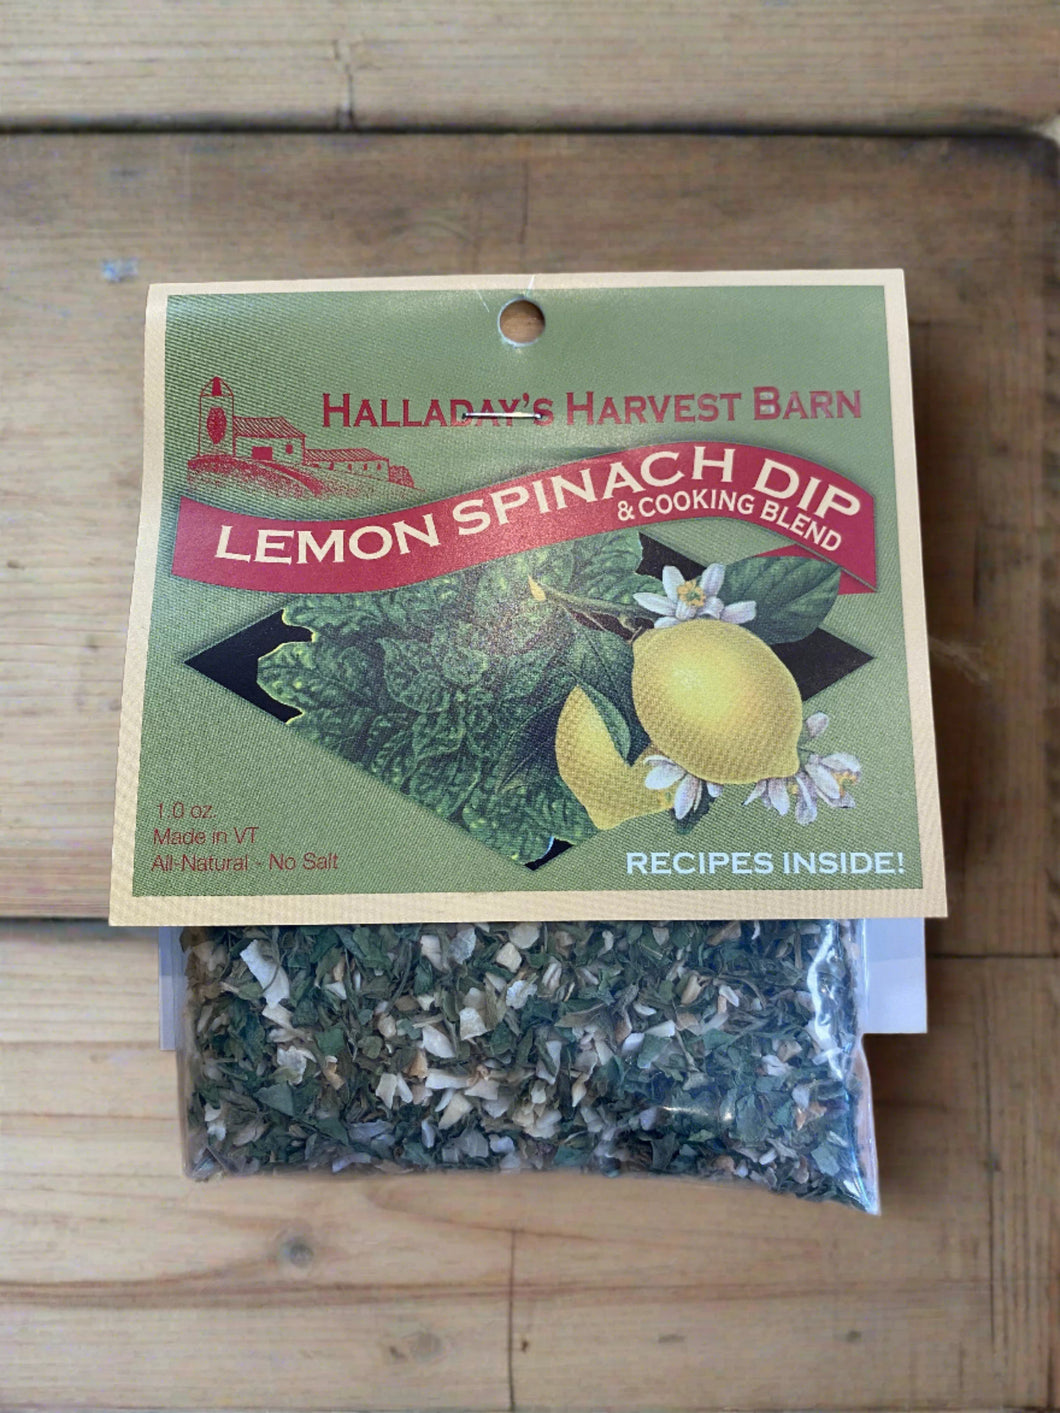 HALLADAY'S HARVEST BARN
LEMON SPINACH DIP
& COOKING BLEND
1.0 oz.
Made in VT
All-Natural - No Salt
RECIPES INSIDE!